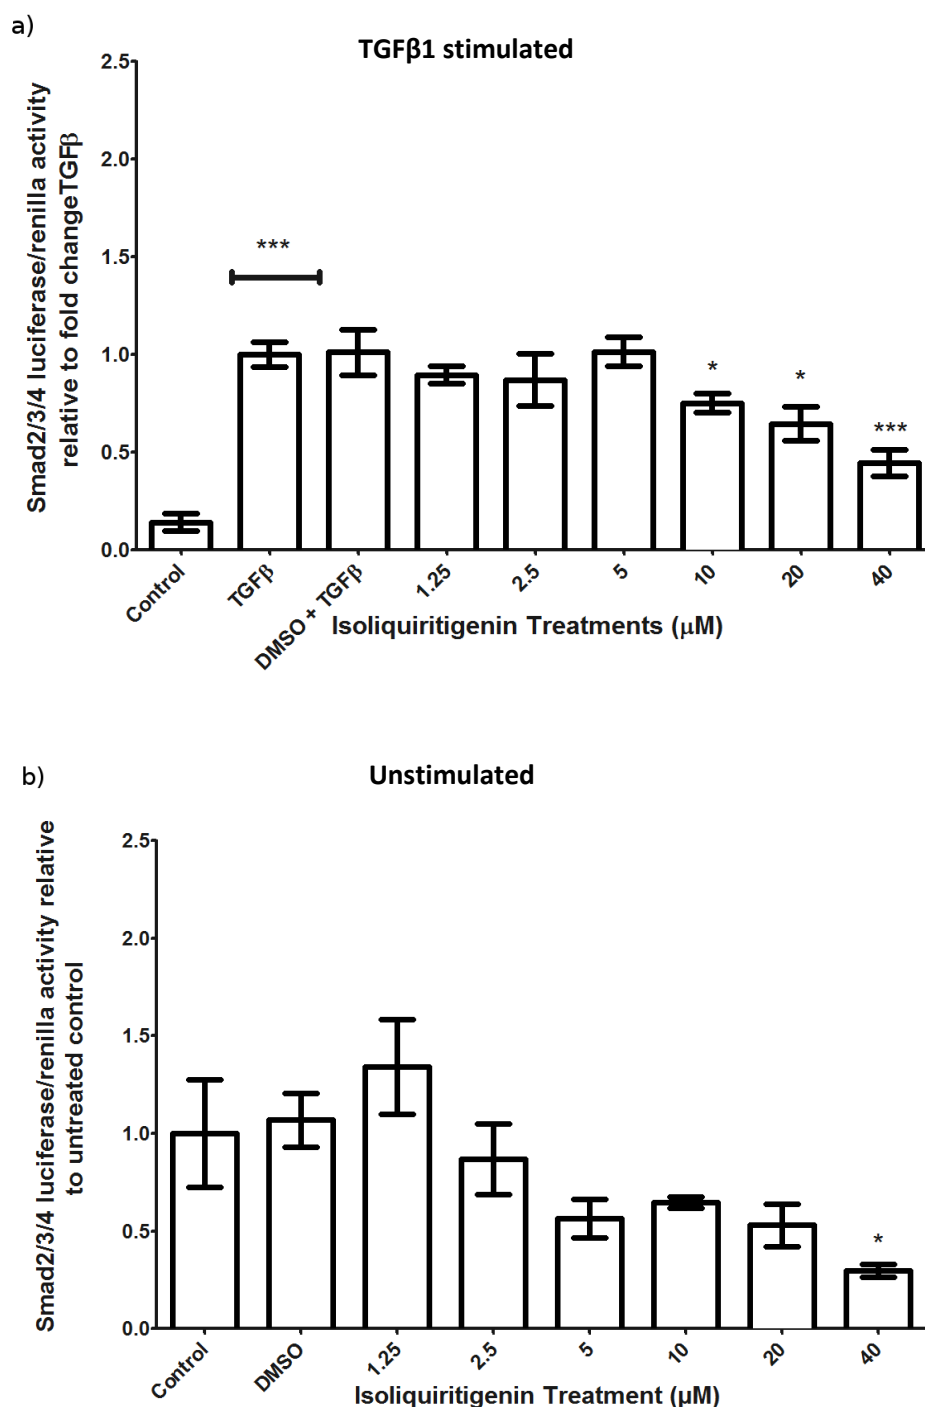 a)
TGFβ1 stimulated
Smad2/3/4 luciferase/renilla activity
relative to fold changeTGFβ
2.5
2.0
1.5
1.0
0.5
0.0
***
*
*
***
Control
TGFβ
DMSO + TGFβ
1.25
2.5
5
10
20
40
Isoliquiritigenin Treatments (μM)
b)
Unstimulated
Smad2/3/4 luciferase/renilla activity relative
to untreated control
2.5
2.0
1.5
1.0
0.5
0.0
*
Control
DMSO
1.25
2.5
5
10
20
40
Isoliquiritigenin Treatment (μM)